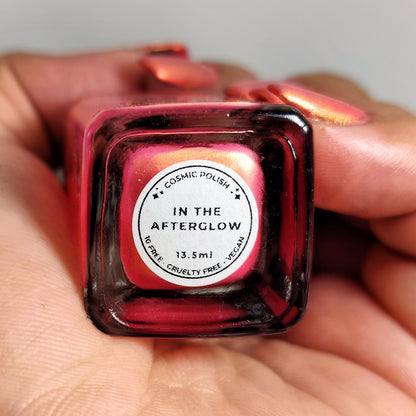 COSMIC POLISH
IN THE
AFTERGLOW
13.5ml
10 FREE · CRUELTY FREE · VEGAN